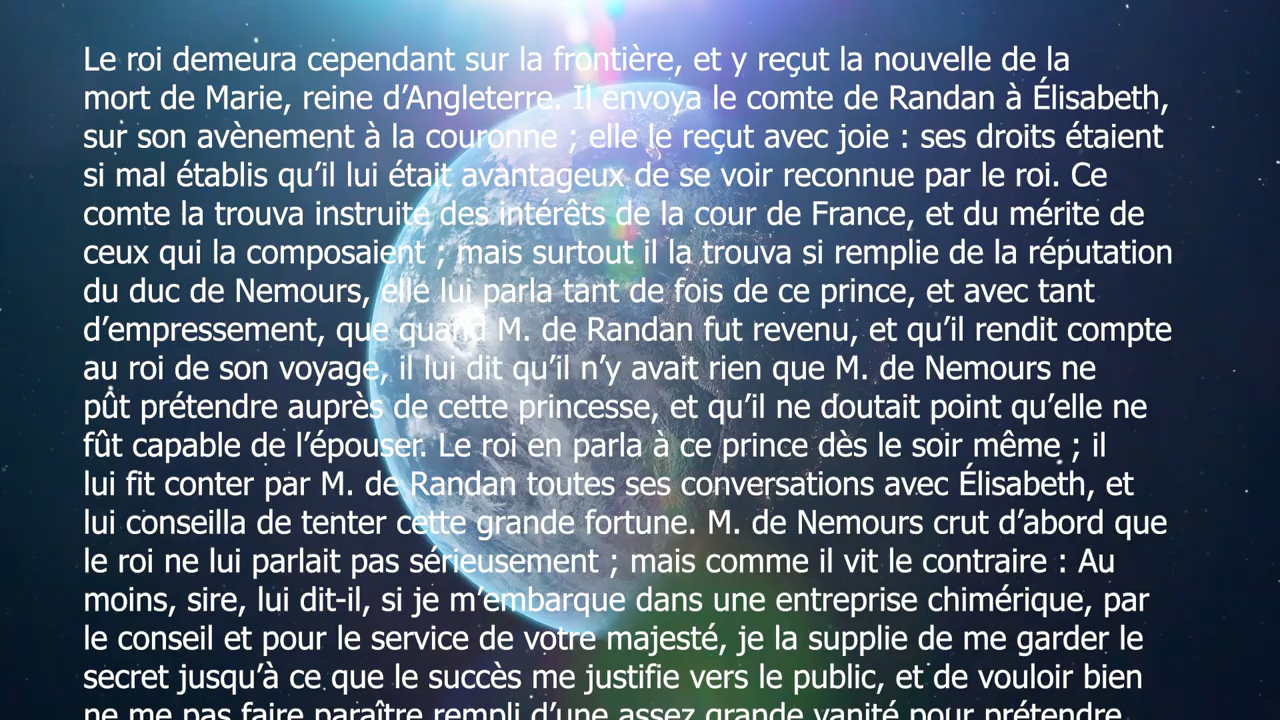 Le roi demeura cependant sur la frontière, et y reçut la nouvelle de la
mort de Marie, reine d’Angleterre. Il envoya le comte de Randan à Élisabeth,
sur son avènement à la couronne ; elle le reçut avec joie : ses droits étaient
si mal établis qu’il lui était avantageux de se voir reconnue par le roi. Ce
comte la trouva instruite des intérêts de la cour de France, et du mérite de
ceux qui la composaient ; mais surtout il la trouva si remplie de la réputation
du duc de Nemours, elle lui parla tant de fois de ce prince, et avec tant
d’empressement, que quand M. de Randan fut revenu, et qu’il rendit compte
au roi de son voyage, il lui dit qu’il n’y avait rien que M. de Nemours ne
pût prétendre auprès de cette princesse, et qu’il ne doutait point qu’elle ne
fût capable de l’épouser. Le roi en parla à ce prince dès le soir même ; il
lui fit conter par M. de Randan toutes ses conversations avec Élisabeth, et
lui conseilla de tenter cette grande fortune. M. de Nemours crut d’abord que
le roi ne lui parlait pas sérieusement ; mais comme il vit le contraire : Au
moins, sire, lui dit-il, si je m’embarque dans une entreprise chimérique, par
le conseil et pour le service de votre majesté, je la supplie de me garder le
secret jusqu’à ce que le succès me justifie vers le public, et de vouloir bien
ne me pas faire paraître rempli d’une assez grande vanité pour prétendre